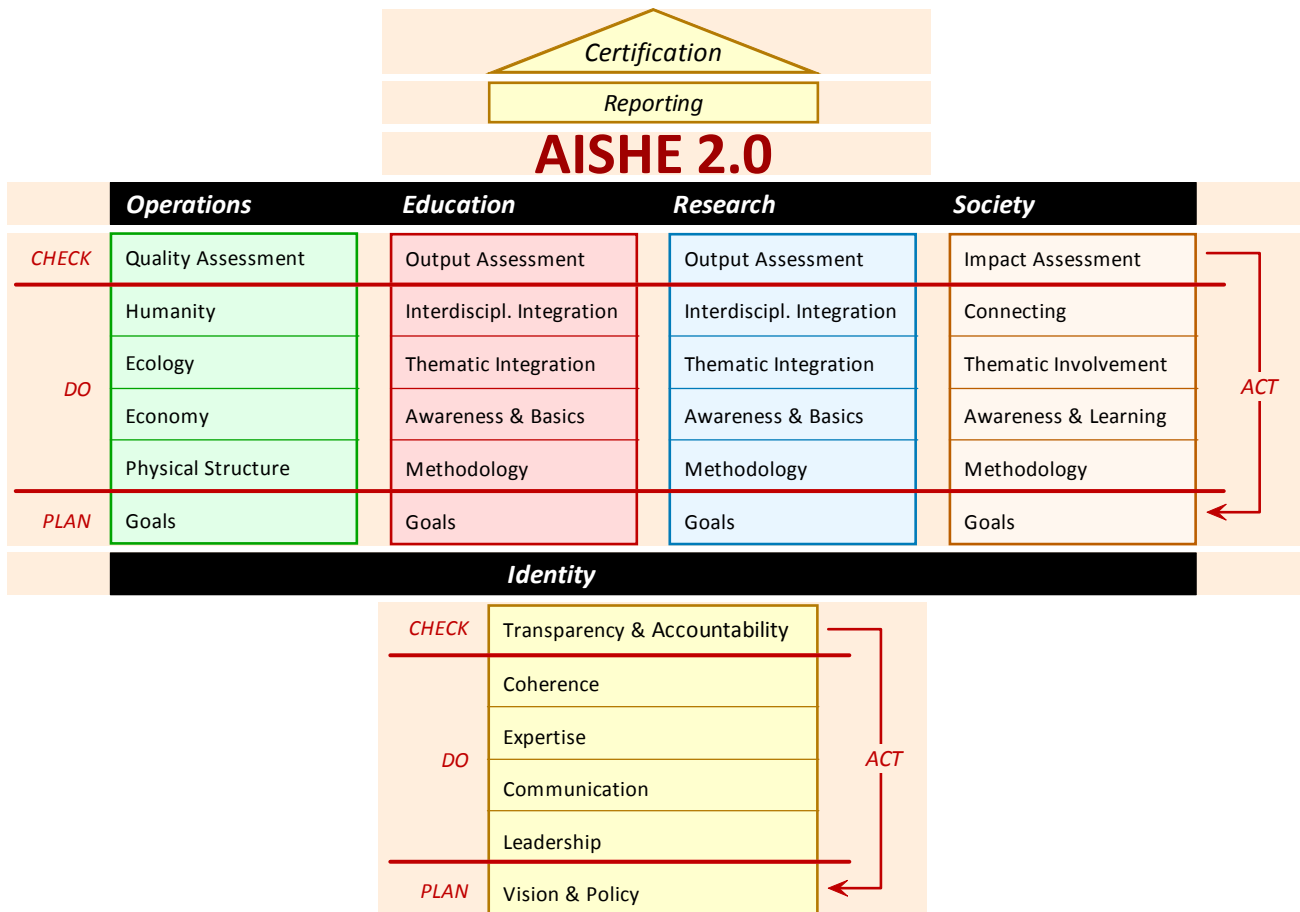 Certification
Reporting
AISHE 2.0
Operations Education Research Society
CHECK Quality Assessment Output Assessment Output Assessment Impact Assessment
Humanity Interdiscipl. Integration Interdiscipl. Integration Connecting
Ecology Thematic Integration Thematic Integration Thematic Involvement
DO ACT
Economy Awareness & Basics Awareness & Basics Awareness & Learning
Physical Structure Methodology Methodology Methodology
PLAN Goals Goals Goals Goals
Identity
CHECK Transparency & Accountability
Coherence
Expertise
DO ACT
Communication
Leadership
PLAN Vision & Policy